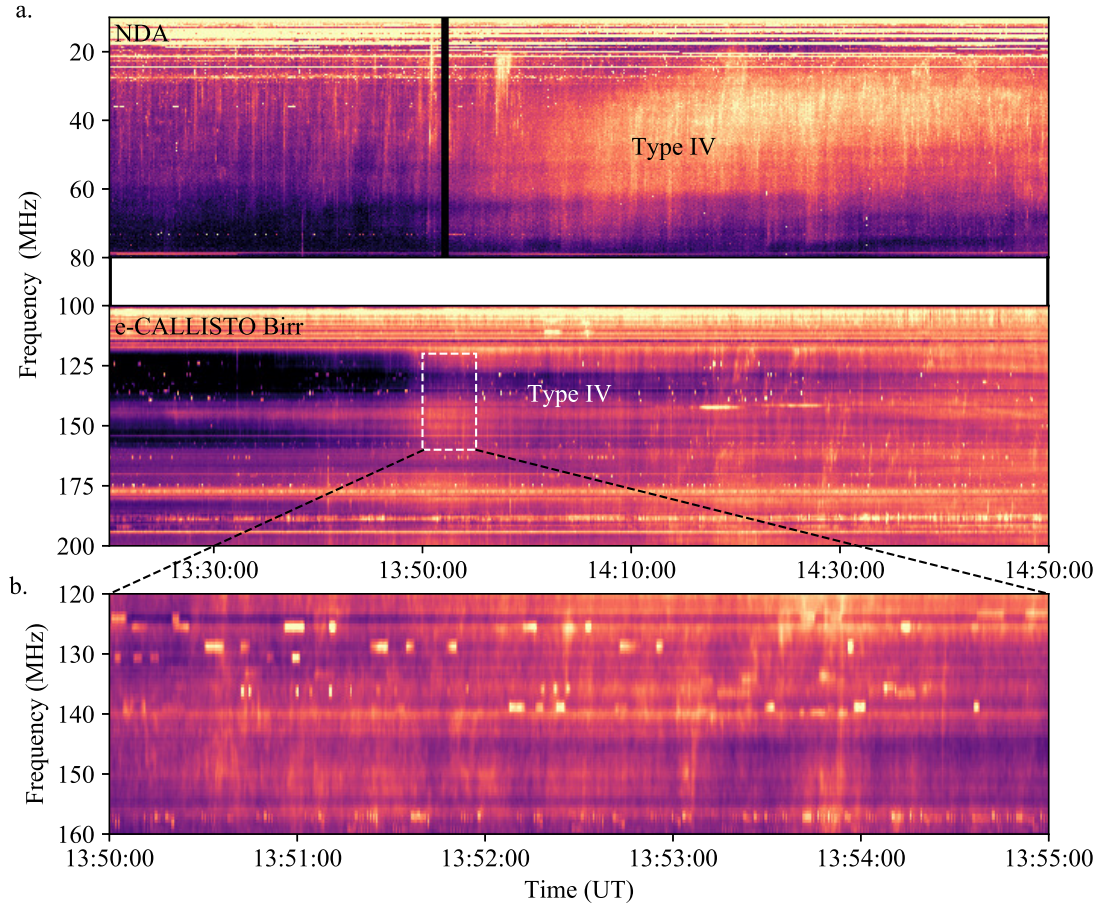 a.
NDA
20
40
Type IV
60
80
Frequency (MHz)
100
e-CALLISTO Birr
125
Type IV
150
175
200
13:30:00 13:50:00 14:10:00 14:30:00 14:50:00
b.
120
130
140
150
160
Frequency (MHz)
13:50:00 13:51:00 13:52:00 13:53:00 13:54:00 13:55:00
Time (UT)